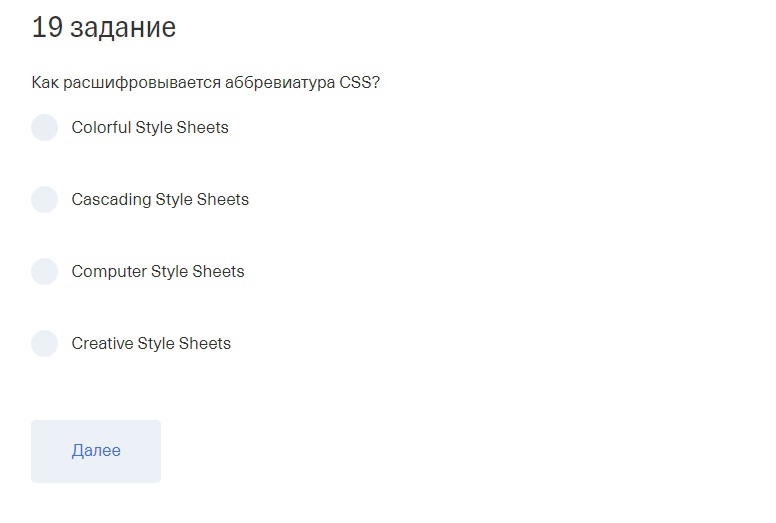 19 задание
Как расшифровывается аббревиатура CSS?
Colorful Style Sheets
Cascading Style Sheets
Computer Style Sheets
Creative Style Sheets
Далее